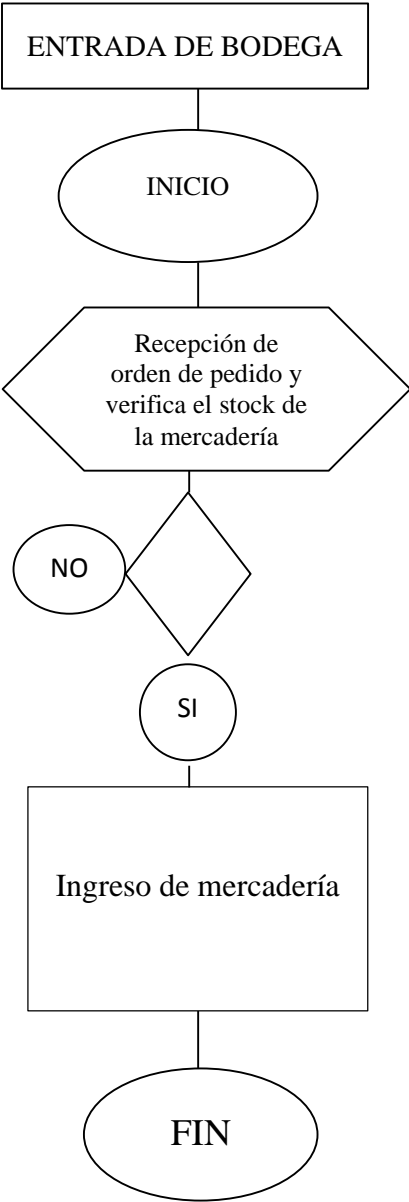 ENTRADA DE BODEGA
INICIO
Recepción de
orden de pedido y
verifica el stock de
la mercadería
NO
SI
Ingreso de mercadería
FIN